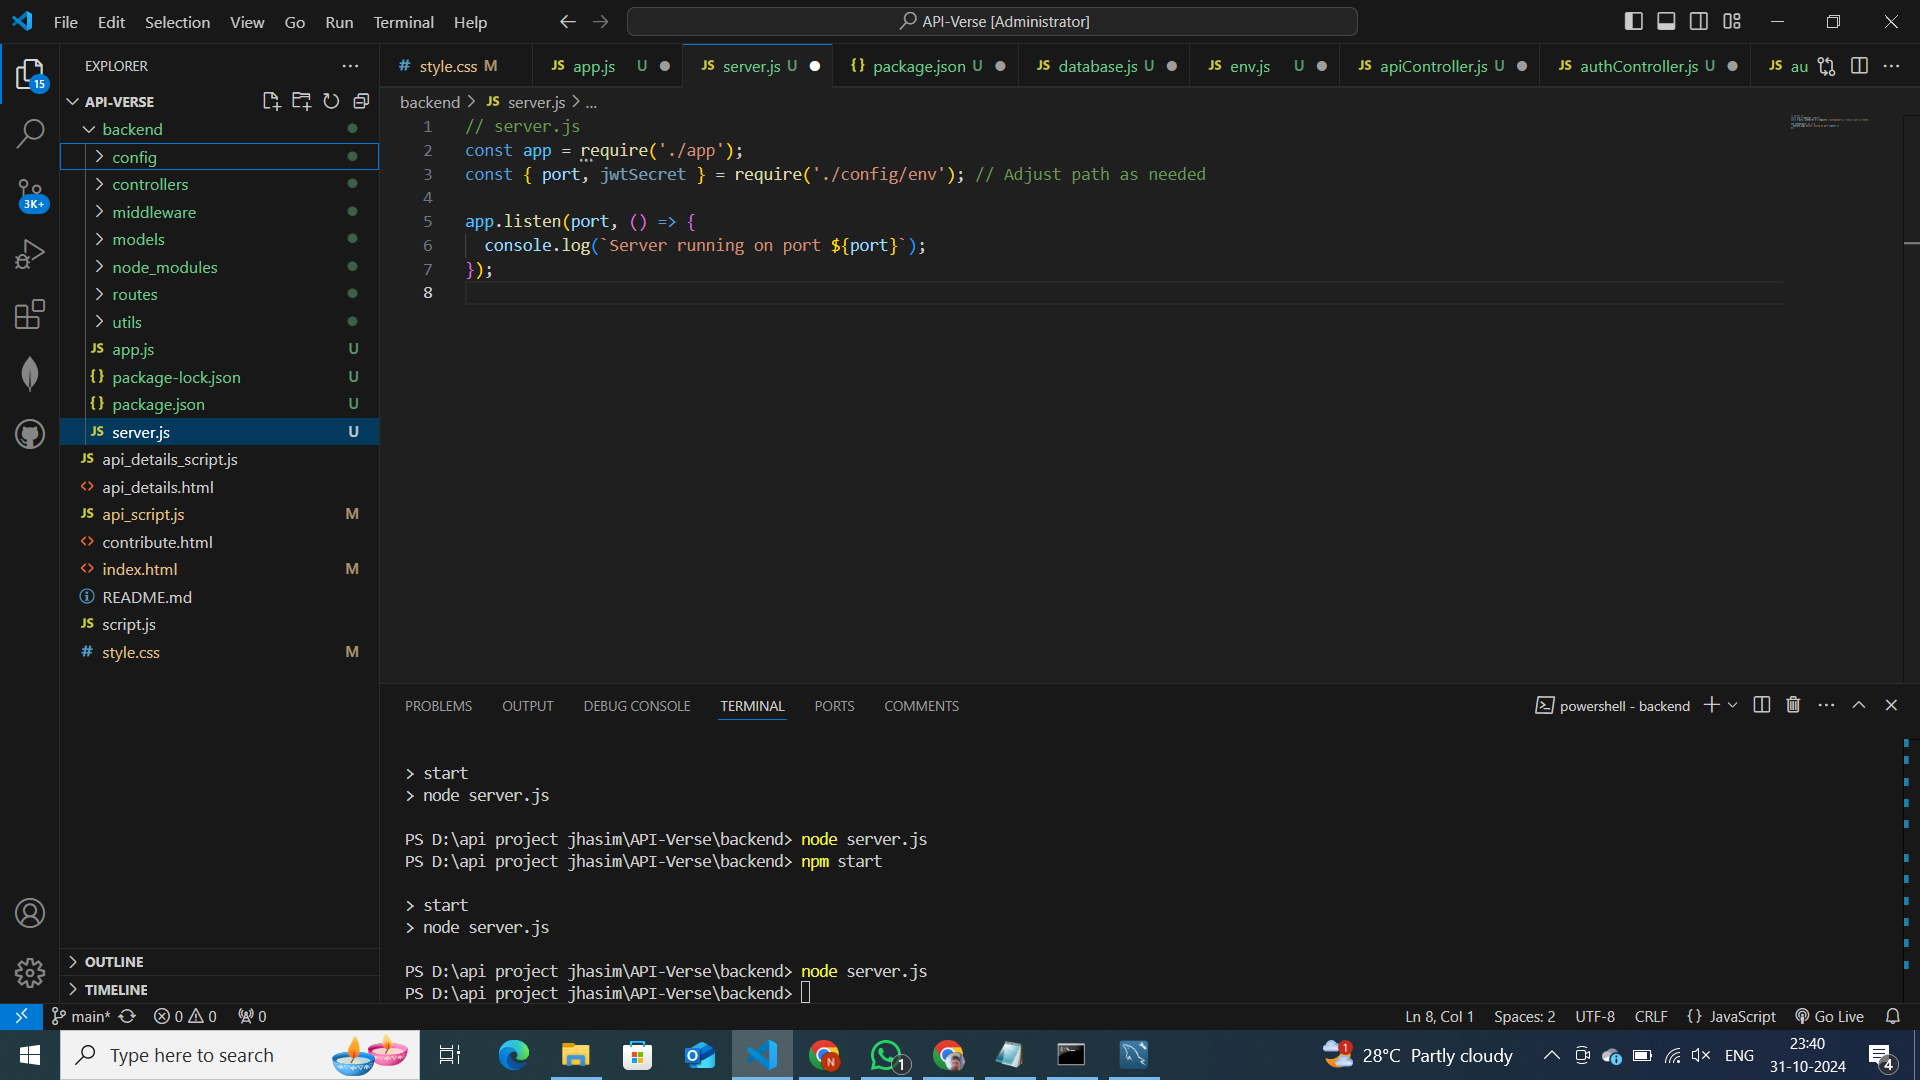 File Edit Selection View Go Run Terminal Help
API-Verse [Administrator]
EXPLORER
API-VERSE
backend
config
controllers
middleware
models
node_modules
routes
utils
JS app.js U
{} package-lock.json U
{} package.json U
JS server.js U
JS api_details_script.js
<> api_details.html
JS api_script.js M
<> contribute.html
<> index.html M
README.md
JS script.js
# style.css M
OUTLINE
TIMELINE
15
3K+
# style.css M
JS app.js U
JS server.js U
{} package.json U
JS database.js U
JS env.js U
JS apiController.js U
JS authController.js U
JS au
backend > JS server.js > ...
1 // server.js
2 const app = require('./app');
3 const { port, jwtSecret } = require('./config/env'); // Adjust path as needed
4
5 app.listen(port, () => {
6 console.log(`Server running on port ${port}`);
7 });
8
PROBLEMS OUTPUT DEBUG CONSOLE TERMINAL PORTS COMMENTS
powershell - backend
> start
> node server.js
PS D:\api project jhasim\API-Verse\backend> node server.js
PS D:\api project jhasim\API-Verse\backend> npm start
> start
> node server.js
PS D:\api project jhasim\API-Verse\backend> node server.js
PS D:\api project jhasim\API-Verse\backend>
main* 0 0 0
Ln 8, Col 1 Spaces: 2 UTF-8 CRLF {} JavaScript Go Live
Type here to search
1
N
1
28°C Partly cloudy
ENG
23:40
31-10-2024
4